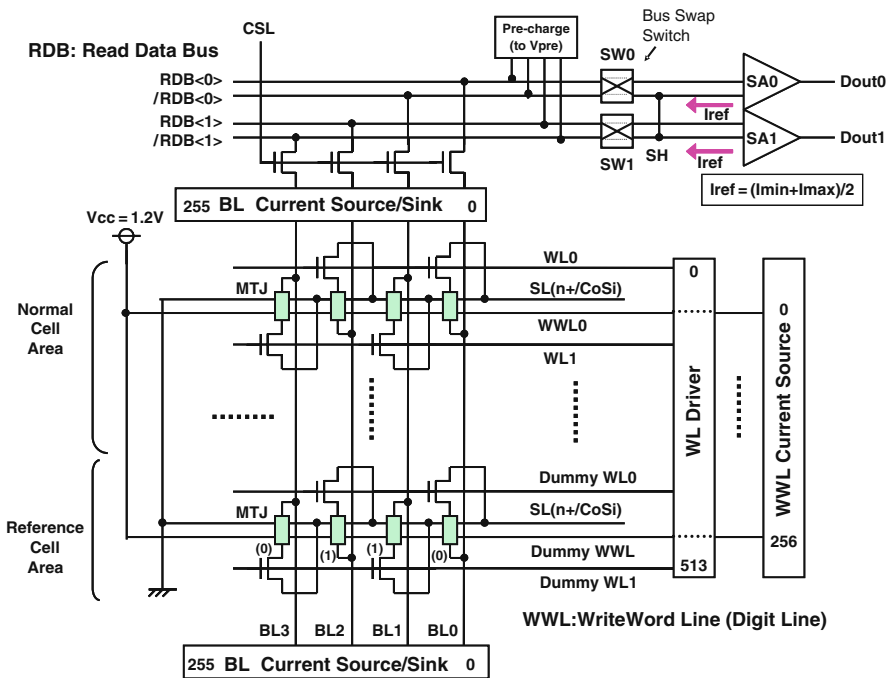 RDB: Read Data Bus
CSL
Pre-charge
(to Vpre)
Bus Swap
Switch
SW0
RDB<0>
/RDB<0>
RDB<1>
/RDB<1>
SW1
SH
Iref
Iref
SA0
SA1
Dout0
Dout1
Iref = (Imin+Imax)/2
255 BL Current Source/Sink 0
Vcc = 1.2V
Normal
Cell
Area
MTJ
WL0
SL(n+/CoSi)
WWL0
WL1
0
WL Driver
513
0
WWL Current Source
256
Reference
Cell
Area
MTJ
Dummy WL0
SL(n+/CoSi)
(0)
(1)
(1)
(0)
Dummy WWL
Dummy WL1
BL3
BL2
BL1
BL0
WWL:WriteWord Line (Digit Line)
255 BL Current Source/Sink 0